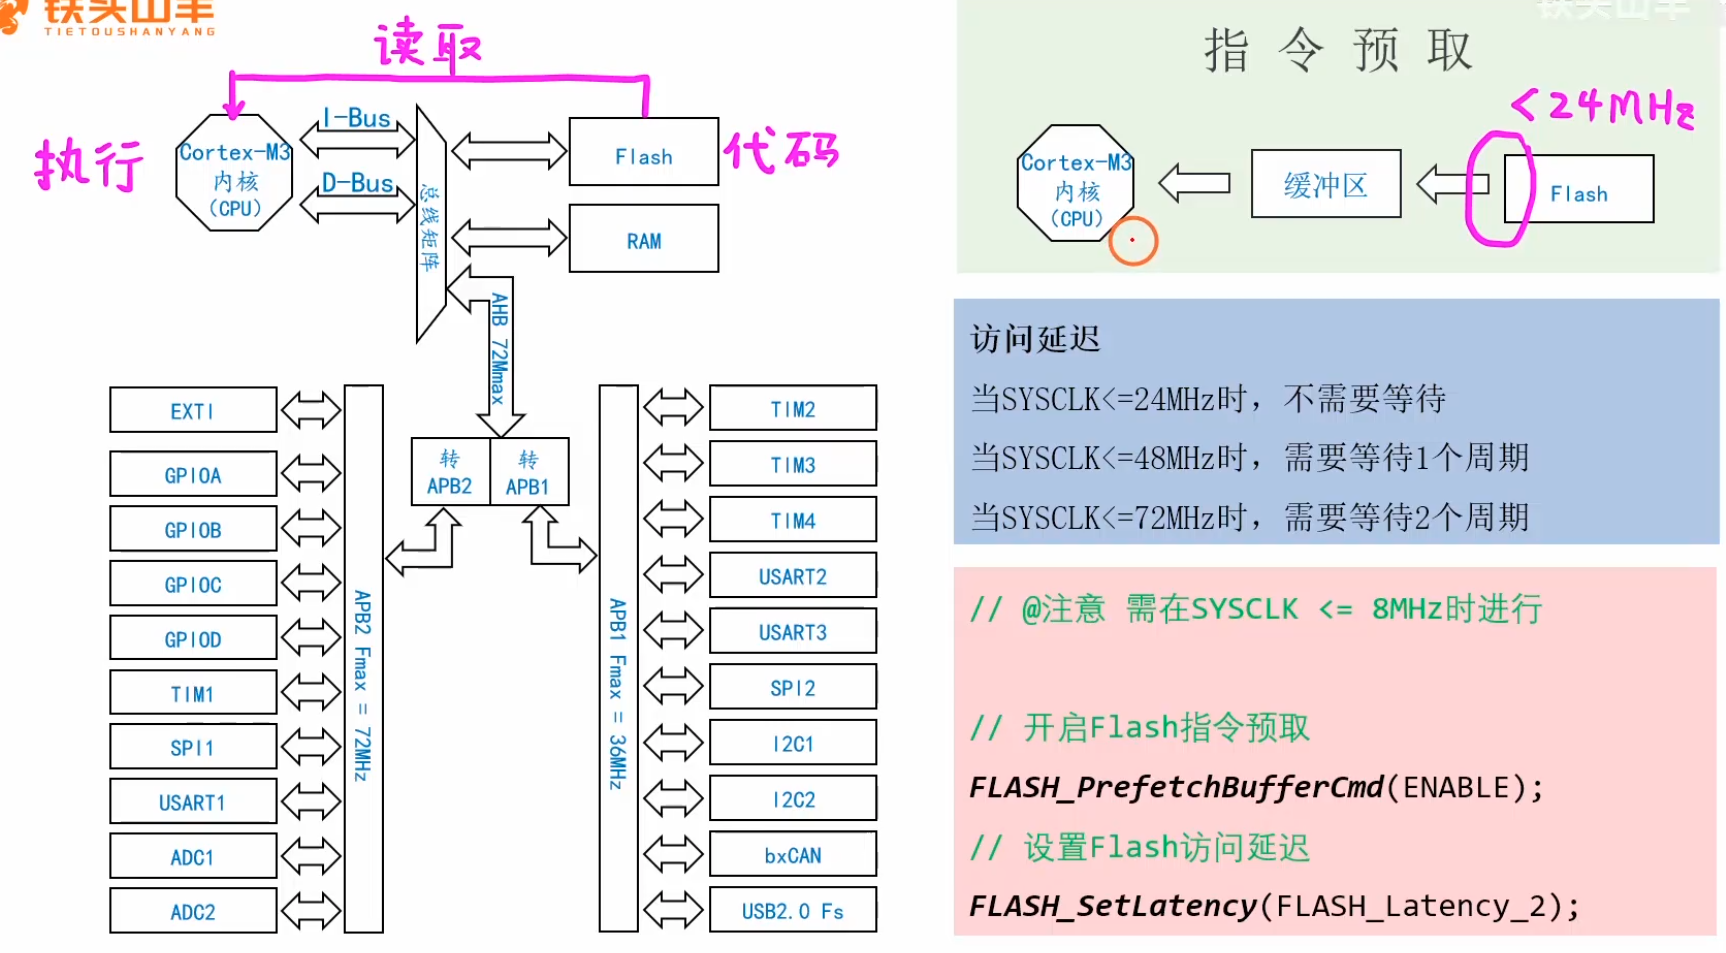 铁头山羊
TIETOUSHANYANG
读取
执行
Cortex-M3
内核
(CPU)
I-Bus
D-Bus
总线矩阵
Flash
代码
RAM
AHB 72Mmax
转
APB2
转
APB1
EXTI
GPIOA
GPIOB
GPIOC
GPIOD
TIM1
SPI1
USART1
ADC1
ADC2
APB2 Fmax = 72MHz
APB1 Fmax = 36MHz
TIM2
TIM3
TIM4
USART2
USART3
SPI2
I2C1
I2C2
bxCAN
USB2.0 Fs
铁头山羊
指令预取
<24MHz
Cortex-M3
内核
(CPU)
缓冲区
Flash
访问延迟
当SYSCLK<=24MHz时，不需要等待
当SYSCLK<=48MHz时，需要等待1个周期
当SYSCLK<=72MHz时，需要等待2个周期
// @注意 需在SYSCLK <= 8MHz时进行
// 开启Flash指令预取
FLASH_PrefetchBufferCmd(ENABLE);
// 设置Flash访问延迟
FLASH_SetLatency(FLASH_Latency_2);